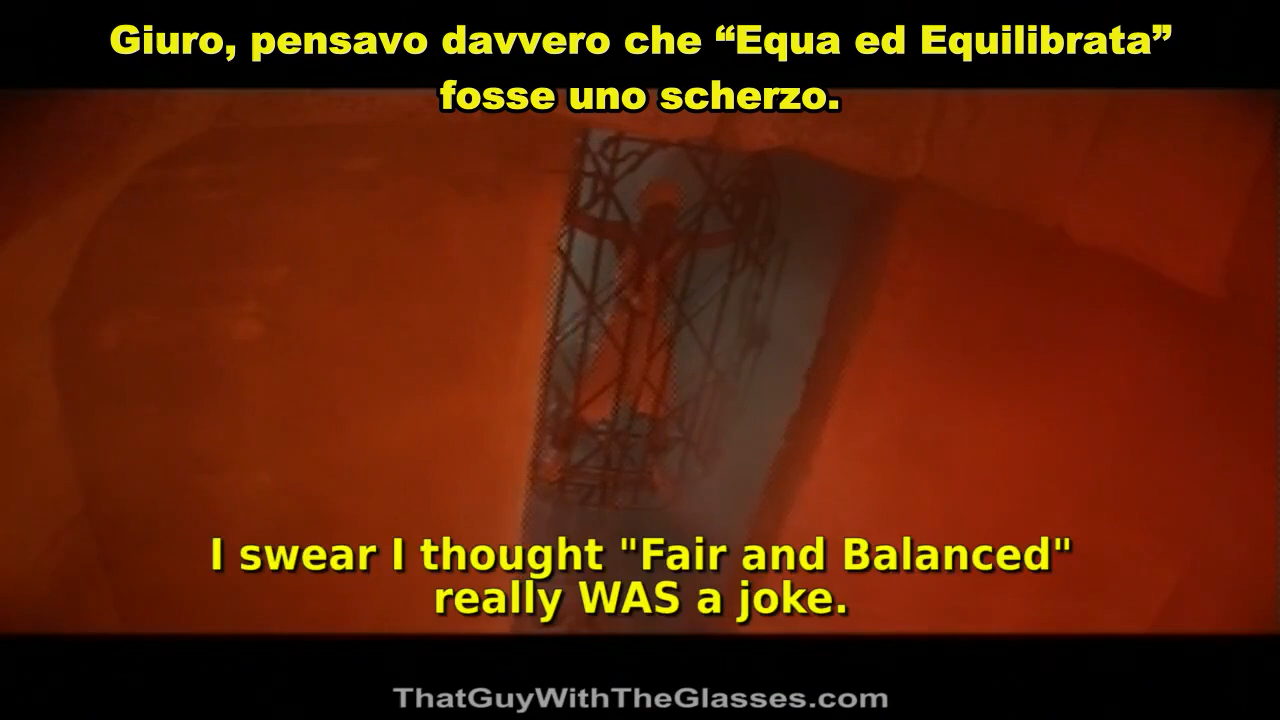 Giuro, pensavo davvero che “Equa ed Equilibrata”
fosse uno scherzo.
I swear I thought "Fair and Balanced"
really WAS a joke.
ThatGuyWithTheGlasses.com